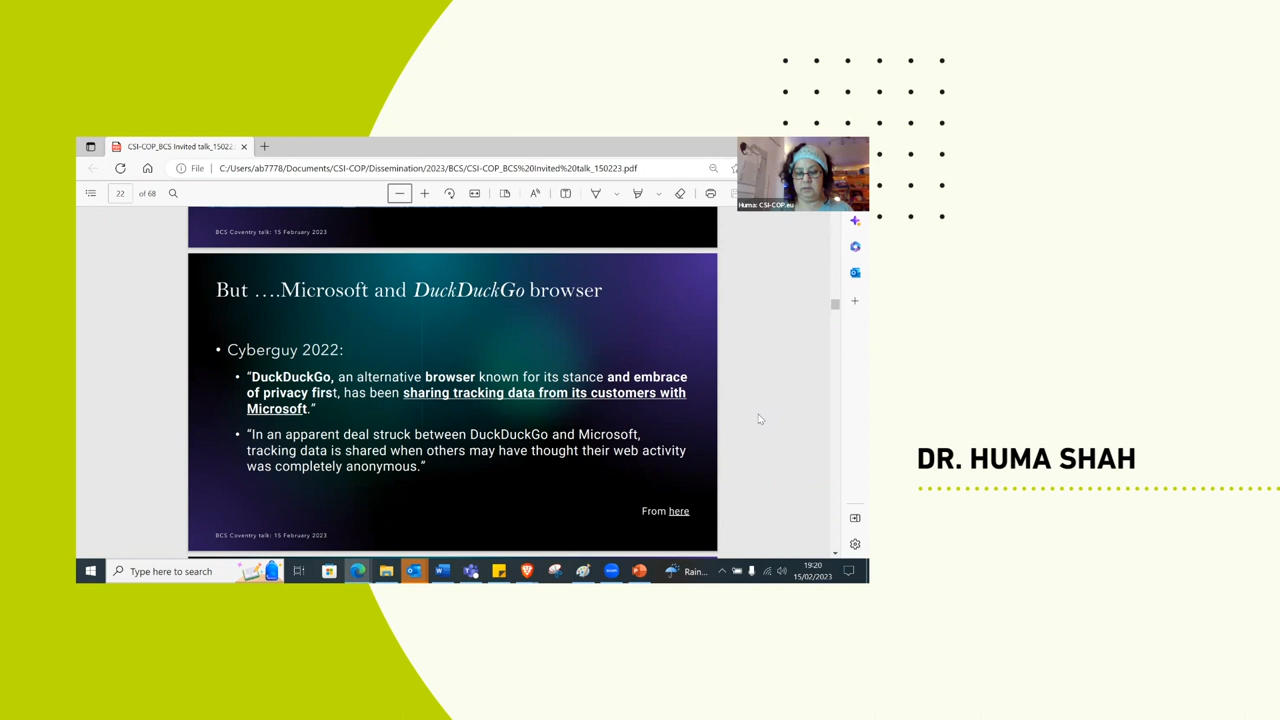 CSI-COP_BCS Invited talk_150223.
File
C:/Users/ab7778/Documents/CSI-COP/Dissemination/2023/BCS/CSI-COP_BCS%20Invited%20talk_150223.pdf
22 of 68
Huma: CSI-COP.eu
BCS Coventry talk: 15 February 2023
But ….Microsoft and DuckDuckGo browser
• Cyberguy 2022:
• “DuckDuckGo, an alternative browser known for its stance and embrace
of privacy first, has been sharing tracking data from its customers with
Microsoft.”
• “In an apparent deal struck between DuckDuckGo and Microsoft,
tracking data is shared when others may have thought their web activity
was completely anonymous.”
From here
BCS Coventry talk: 15 February 2023
DR. HUMA SHAH
Type here to search
Rain...
19:20
15/02/2023